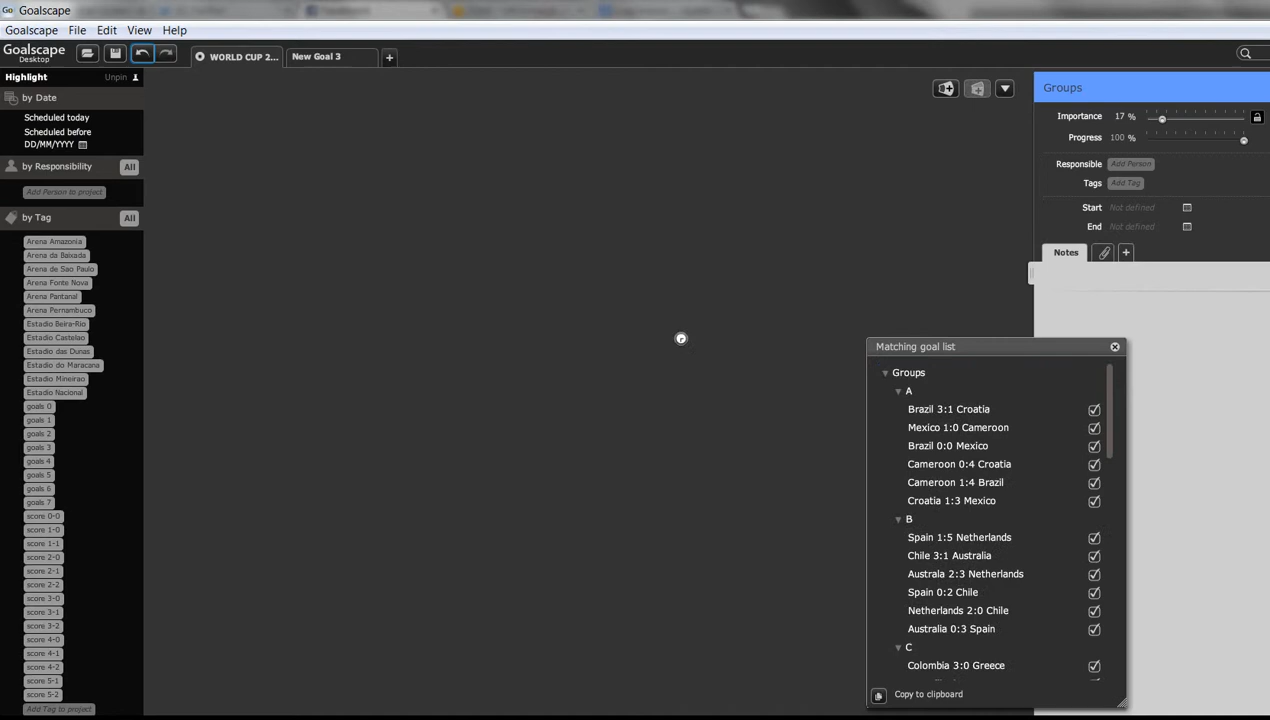 Go Goalscape
Goalscape File Edit View Help
Goalscape
Desktop
WORLD CUP 2...
New Goal 3
+
Highlight Unpin
by Date
Scheduled today
Scheduled before
DD/MM/YYYY
by Responsibility All
Add Person to project
by Tag All
Arena Amazonia
Arena da Baixada
Arena de Sao Paulo
Arena Fonte Nova
Arena Pantanal
Arena Pernambuco
Estadio Beira-Rio
Estadio Castelao
Estadio das Dunas
Estadio do Maracana
Estadio Mineirao
Estadio Nacional
goals 0
goals 1
goals 2
goals 3
goals 4
goals 5
goals 6
goals 7
score 0-0
score 1-0
score 1-1
score 2-0
score 2-1
score 2-2
score 3-0
score 3-1
score 3-2
score 4-0
score 4-1
score 4-2
score 5-1
score 5-2
Add Tag to project
Groups
Importance 17 %
Progress 100 %
Responsible Add Person
Tags Add Tag
Start Not defined
End Not defined
Notes +
Matching goal list
Groups
A
Brazil 3:1 Croatia
Mexico 1:0 Cameroon
Brazil 0:0 Mexico
Cameroon 0:4 Croatia
Cameroon 1:4 Brazil
Croatia 1:3 Mexico
B
Spain 1:5 Netherlands
Chile 3:1 Australia
Australa 2:3 Netherlands
Spain 0:2 Chile
Netherlands 2:0 Chile
Australia 0:3 Spain
C
Colombia 3:0 Greece
Copy to clipboard